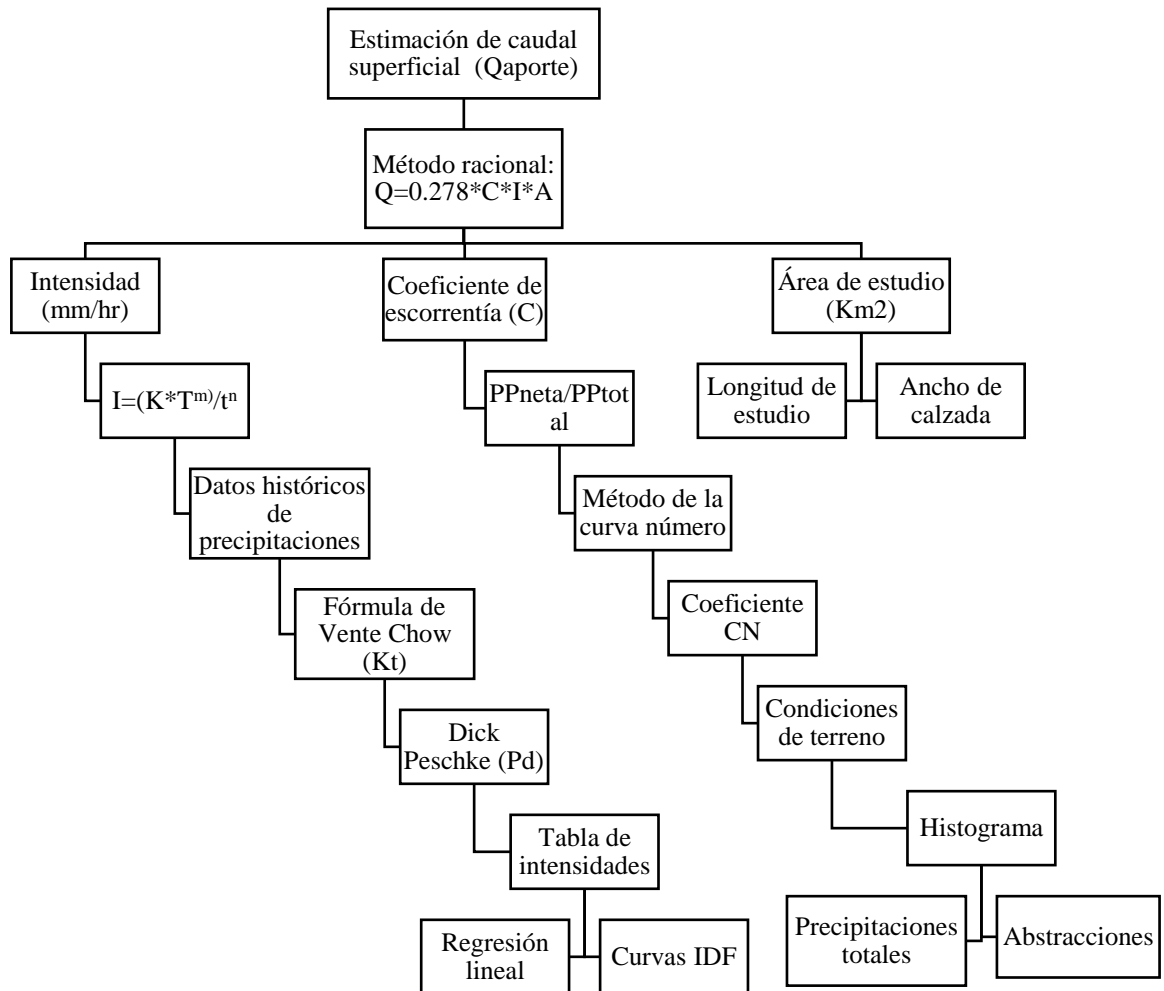 Estimación de caudal
superficial (Qaporte)
Método racional:
Q=0.278*C*I*A
Intensidad
(mm/hr)
Coeficiente de
escorrentía (C)
Área de estudio
(Km2)
I=(K*Tᵐ⁾/tⁿ
PPneta/PPtot
al
Longitud de
estudio
Ancho de
calzada
Datos históricos
de
precipitaciones
Método de la
curva número
Fórmula de
Vente Chow
(Kt)
Coeficiente
CN
Dick
Peschke (Pd)
Condiciones
de terreno
Tabla de
intensidades
Histograma
Regresión
lineal
Curvas IDF
Precipitaciones
totales
Abstracciones